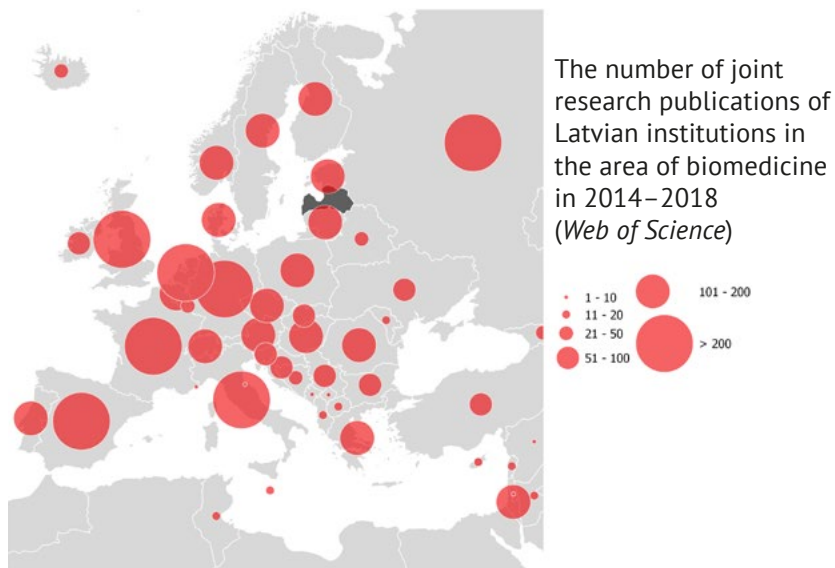 The number of joint
research publications of
Latvian institutions in
the area of biomedicine
in 2014–2018
(Web of Science)
1 - 10
11 - 20
21 - 50
51 - 100
101 - 200
> 200